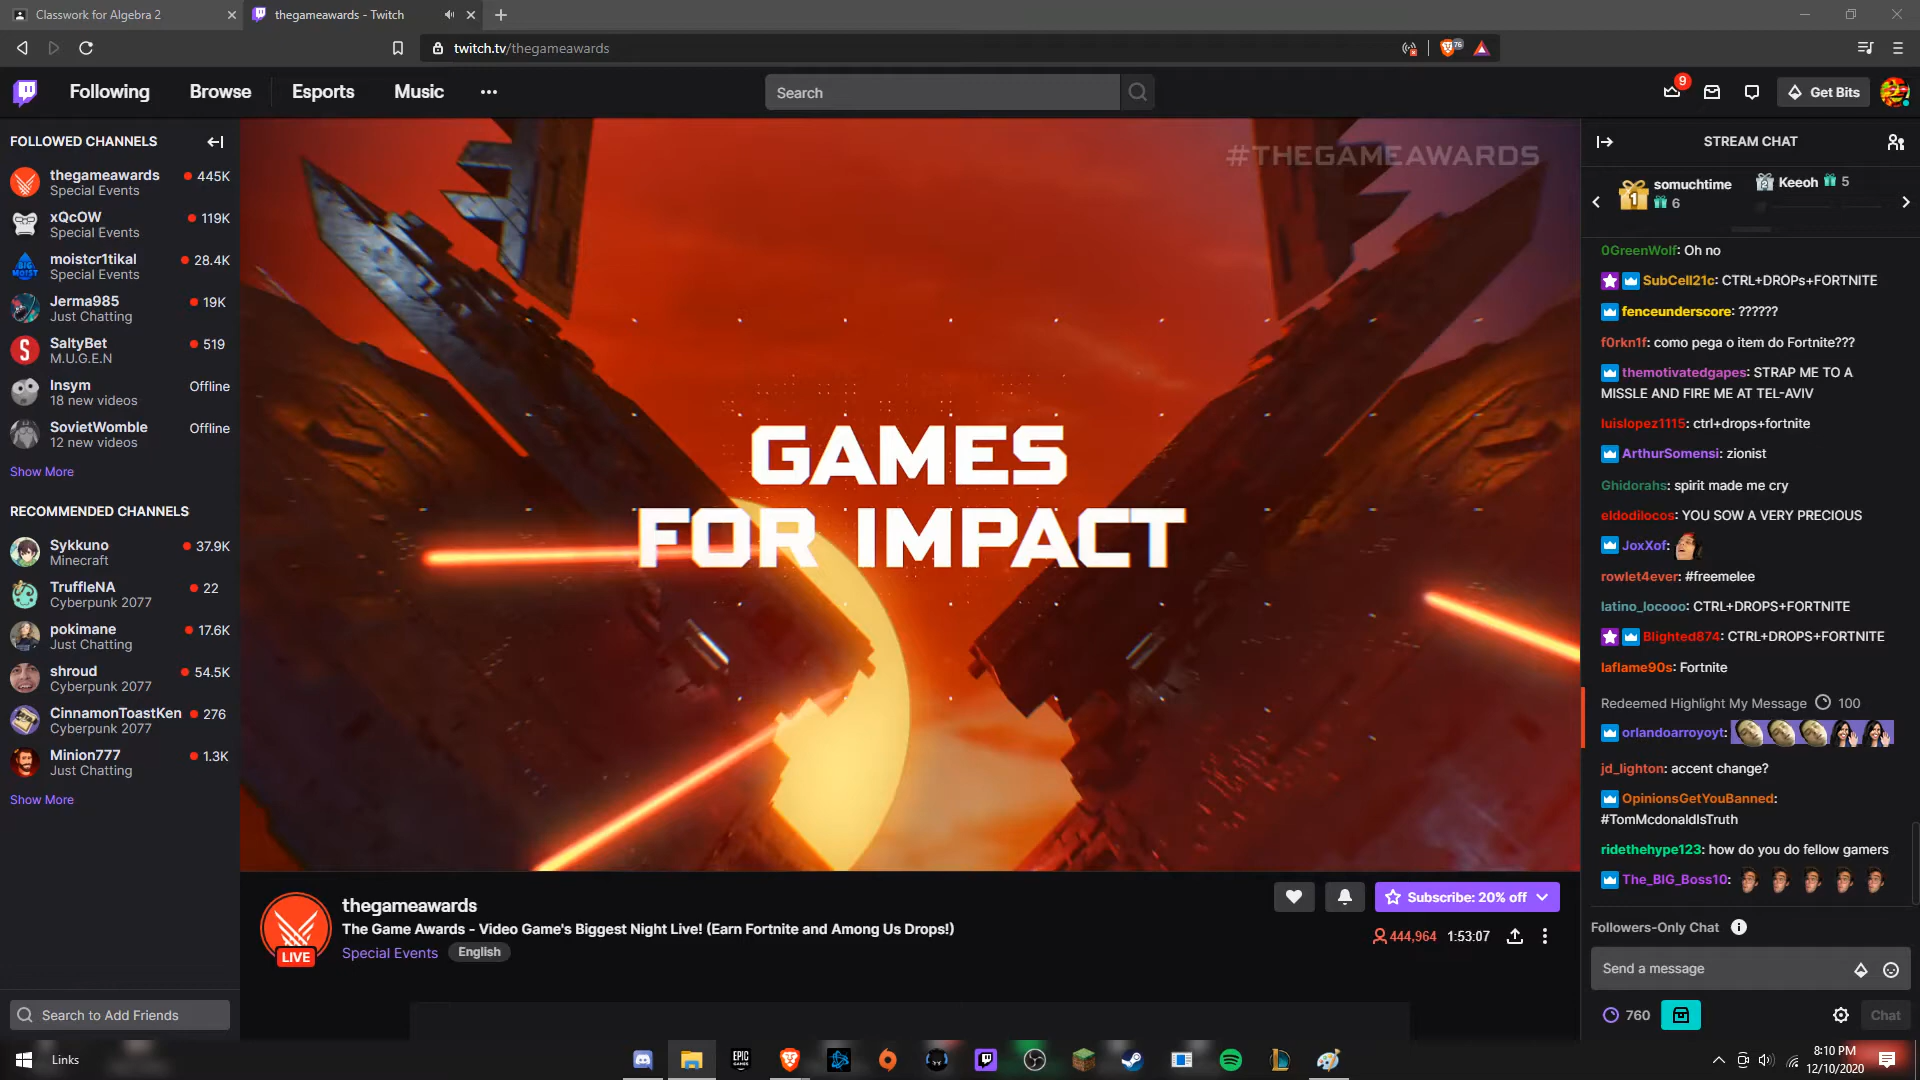 Classwork for Algebra 2
thegameawards - Twitch
twitch.tv/thegameawards
76
Following
Browse
Esports
Music
Search
9
Get Bits
FOLLOWED CHANNELS
thegameawards
445K
Special Events
xQcOW
119K
Special Events
moistcr1tikal
28.4K
Special Events
Jerma985
19K
Just Chatting
SaltyBet
519
M.U.G.E.N
Insym
Offline
18 new videos
SovietWomble
Offline
12 new videos
Show More
RECOMMENDED CHANNELS
Sykkuno
37.9K
Minecraft
TruffleNA
22
Cyberpunk 2077
pokimane
17.6K
Just Chatting
shroud
54.5K
Cyberpunk 2077
CinnamonToastKen
276
Cyberpunk 2077
Minion777
1.3K
Just Chatting
Show More
Search to Add Friends
#THEGAMEAWARDS
GAMES
FOR IMPACT
LIVE
thegameawards
The Game Awards - Video Game's Biggest Night Live! (Earn Fortnite and Among Us Drops!)
Special Events
English
Subscribe: 20% off
444,964
1:53:07
STREAM CHAT
1
somuchtime
6
2
Keeoh
5
0GreenWolf: Oh no
SubCell21c: CTRL+DROPs+FORTNITE
fenceunderscore: ??????
f0rkn1f: como pega o item do Fortnite???
themotivatedgapes: STRAP ME TO A
MISSLE AND FIRE ME AT TEL-AVIV
luislopez1115: ctrl+drops+fortnite
ArthurSomensi: zionist
Ghidorahs: spirit made me cry
eldodilocos: YOU SOW A VERY PRECIOUS
JoxXof:
rowlet4ever: #freemelee
latino_locooo: CTRL+DROPS+FORTNITE
Blighted874: CTRL+DROPS+FORTNITE
laflame90s: Fortnite
Redeemed Highlight My Message 100
orlandoarroyoyt:
jd_lighton: accent change?
OpinionsGetYouBanned:
#TomMcdonaldIsTruth
ridethehype123: how do you do fellow gamers
The_BIG_Boss10:
Followers-Only Chat
Send a message
760
Chat
Links
EPIC
GAMES
8:10 PM
12/10/2020